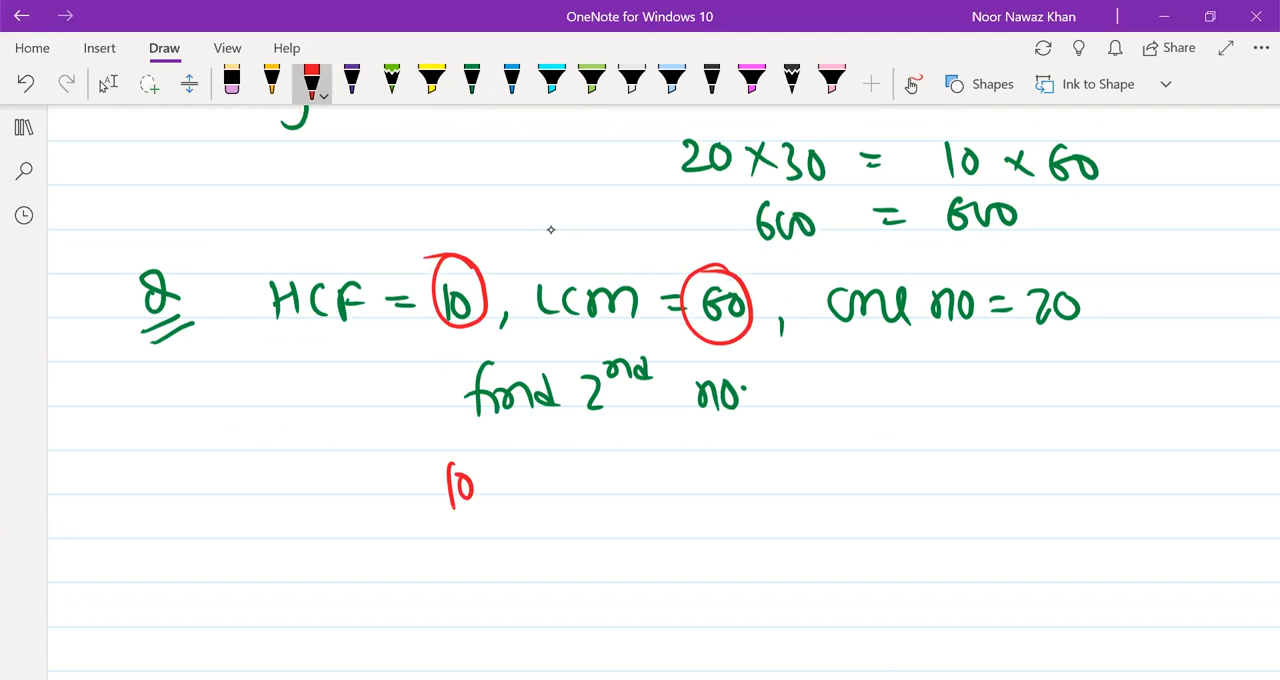 OneNote for Windows 10
Noor Nawaz Khan
Home Insert Draw View Help
Share
Shapes
Ink to Shape
20 × 30 = 10 × 60
600 = 600
Q HCF = 10, LCM = 60, one no = 20
find 2nd no.
10